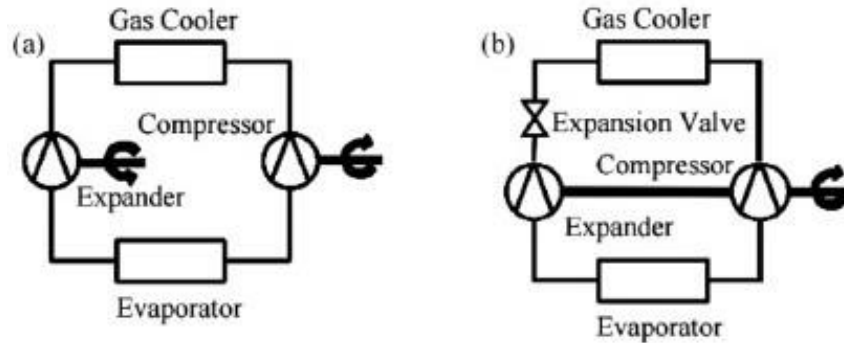 (a)
Gas Cooler
Compressor
Expander
Evaporator
(b)
Gas Cooler
Expansion Valve
Compressor
Expander
Evaporator